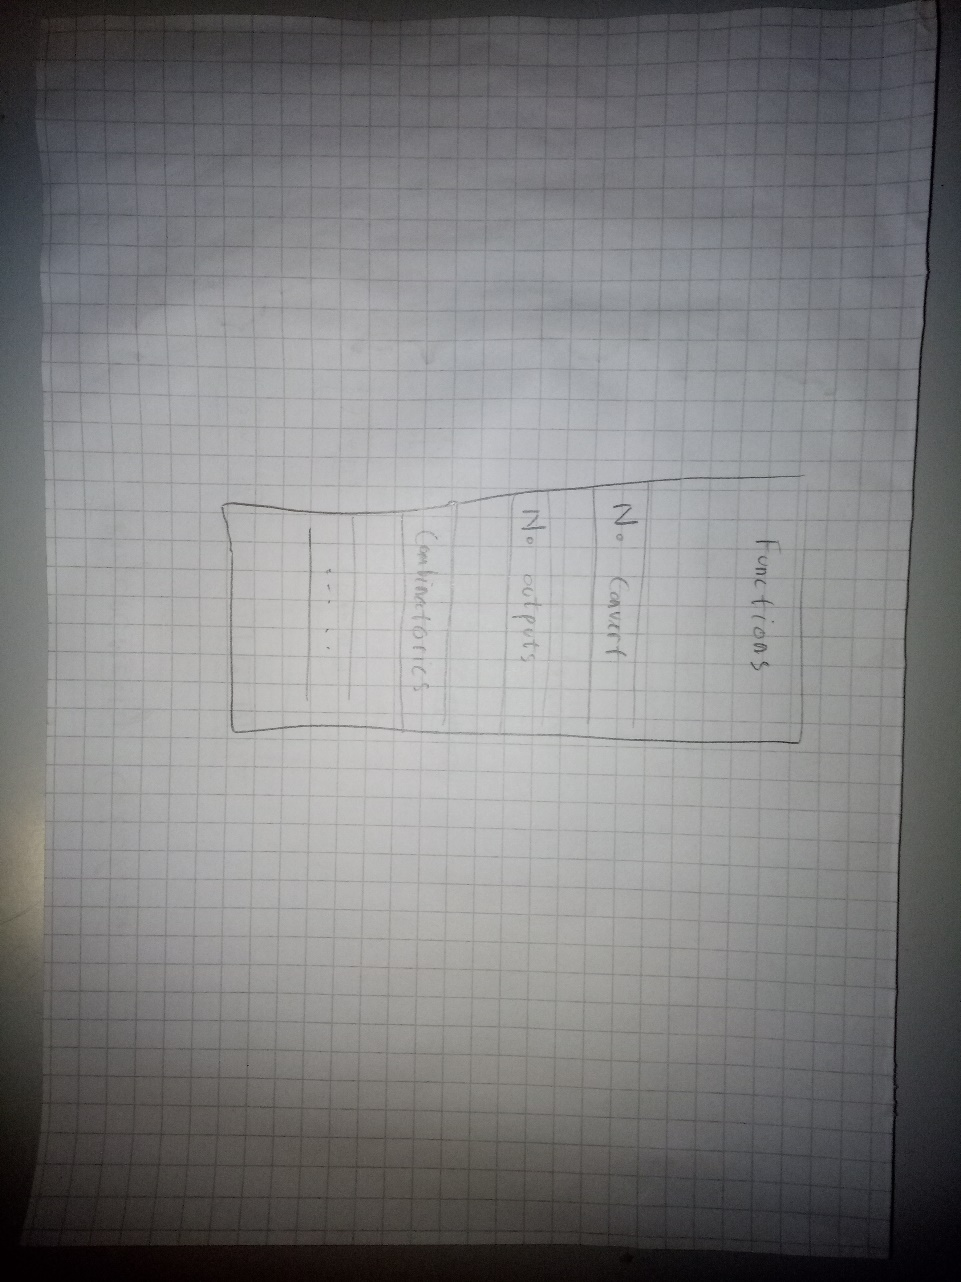 Functions
No Convert
No outputs
Combinatorics
.....